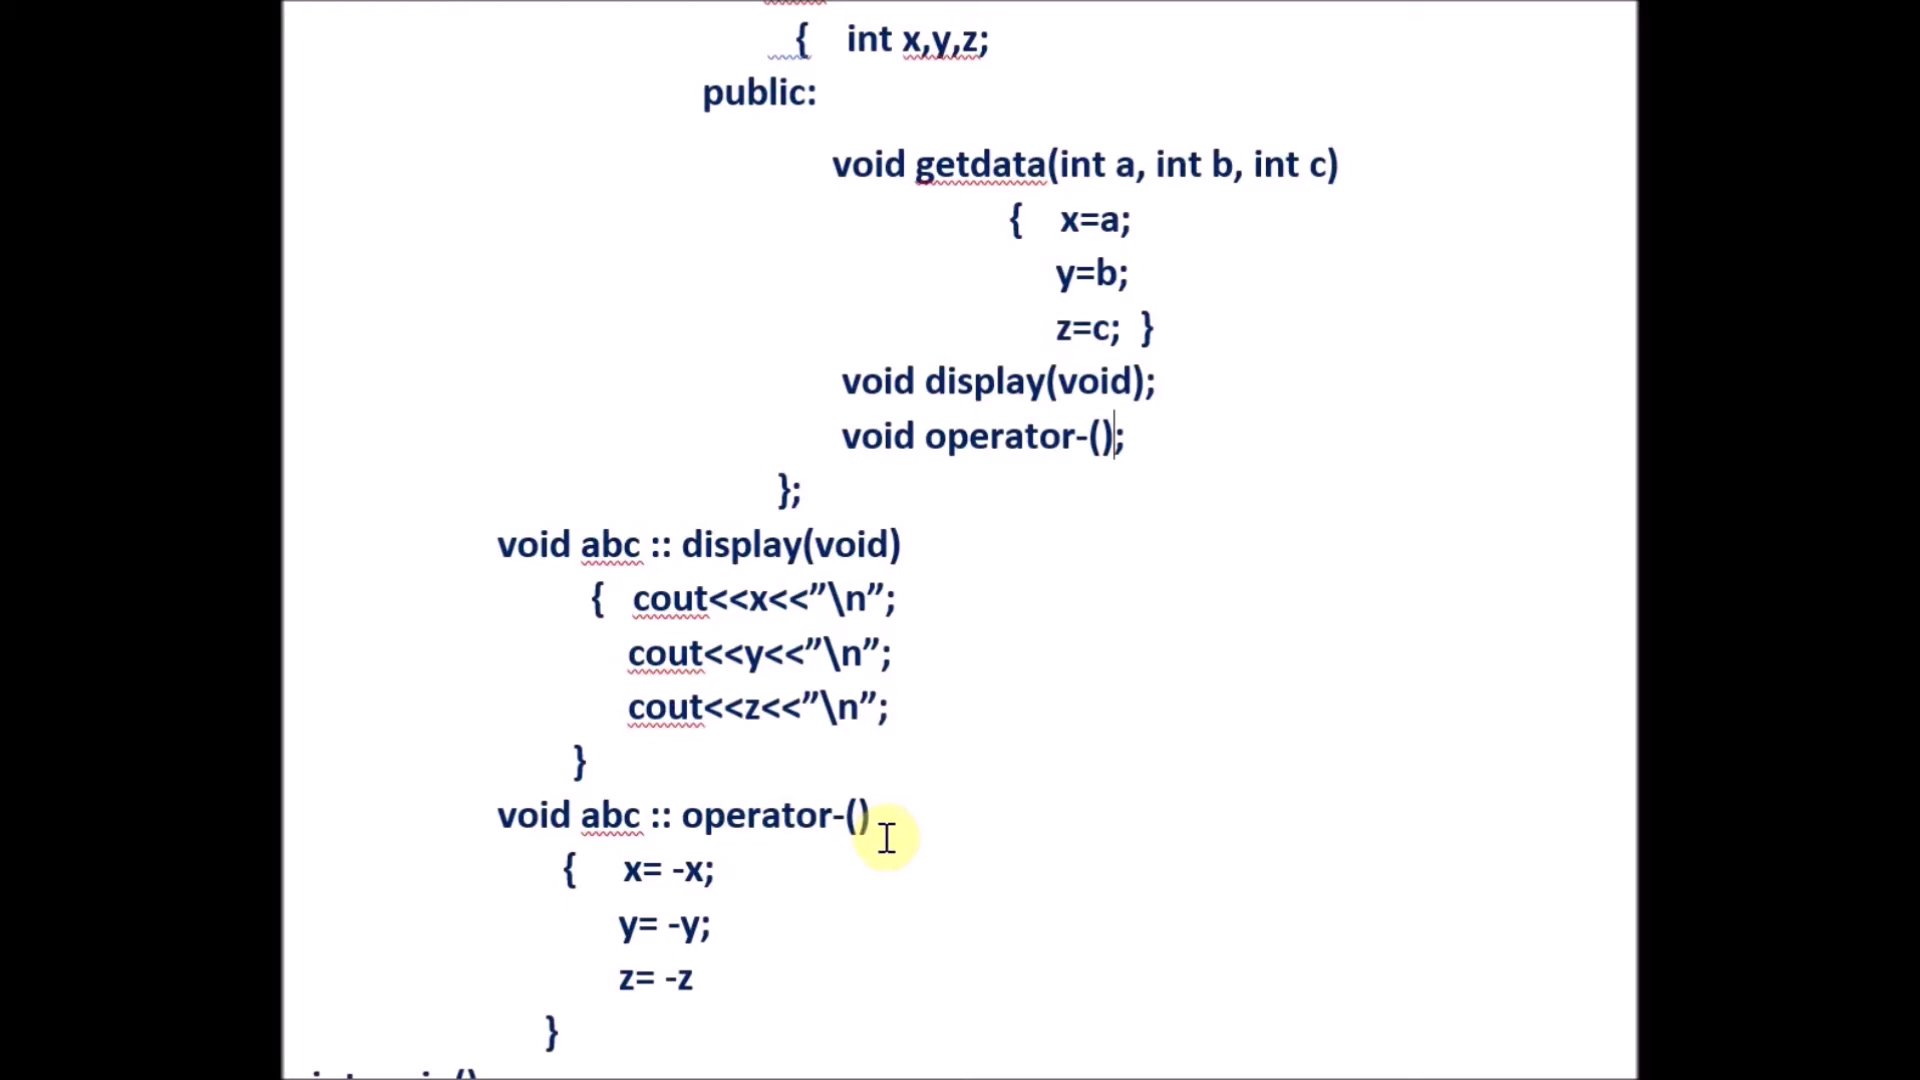 { int x,y,z;
public:
void getdata(int a, int b, int c)
{ x=a;
y=b;
z=c; }
void display(void);
void operator-();
};
void abc :: display(void)
{ cout<<x<<”\n”;
cout<<y<<”\n”;
cout<<z<<”\n”;
}
void abc :: operator-()
{ x= -x;
y= -y;
z= -z
}